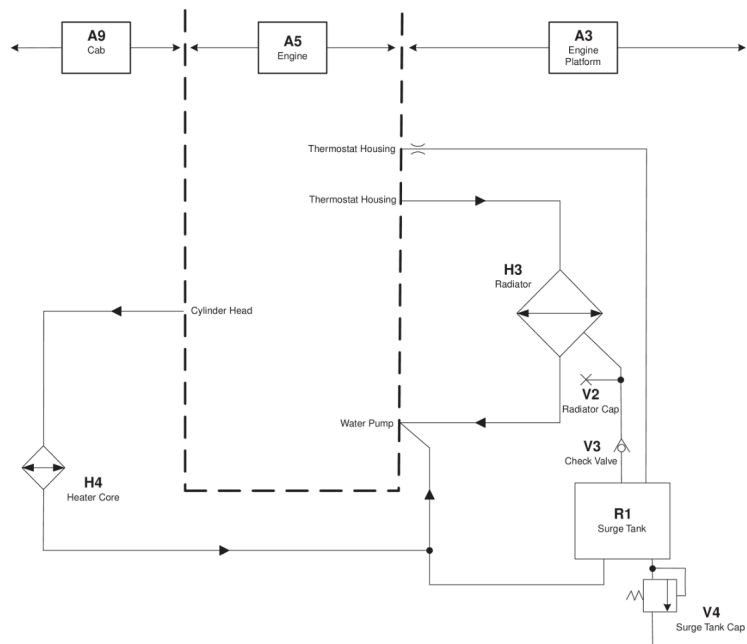 A9
Cab
A5
Engine
A3
Engine
Platform
Thermostat Housing
Thermostat Housing
H3
Radiator
Cylinder Head
V2
Radiator Cap
Water Pump
V3
Check Valve
H4
Heater Core
R1
Surge Tank
V4
Surge Tank Cap